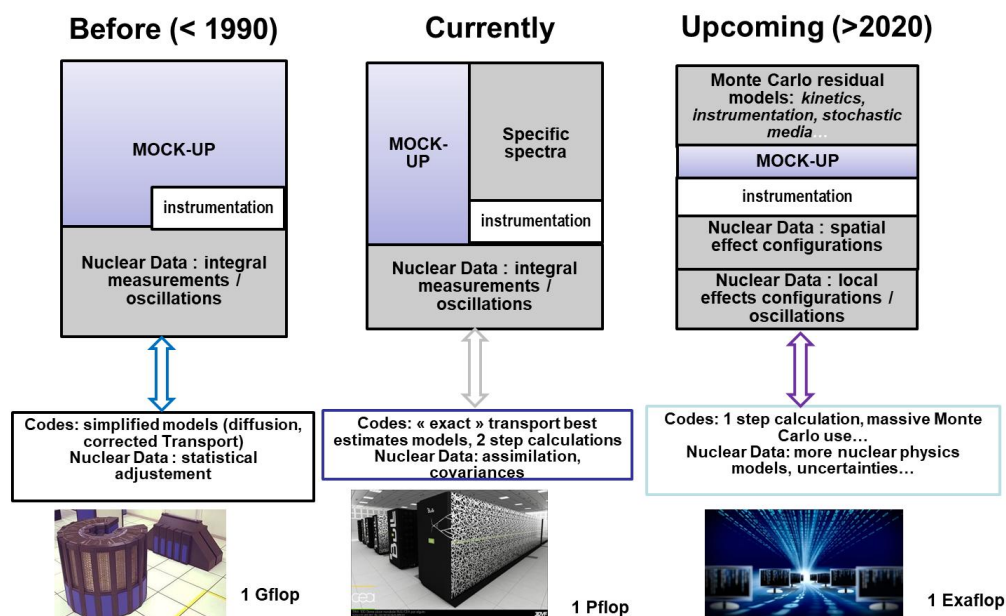 Before (< 1990)
MOCK-UP
instrumentation
Nuclear Data : integral
measurements /
oscillations
Codes: simplified models (diffusion,
corrected Transport)
Nuclear Data : statistical
adjustement
1 Gflop
Currently
MOCK-
UP
Specific
spectra
instrumentation
Nuclear Data : integral
measurements /
oscillations
Codes: « exact » transport best
estimates models, 2 step calculations
Nuclear Data: assimilation,
covariances
Bull
cea
1 Pflop
Upcoming (>2020)
Monte Carlo residual
models: kinetics,
instrumentation, stochastic
media…
MOCK-UP
instrumentation
Nuclear Data : spatial
effect configurations
Nuclear Data : local
effects configurations /
oscillations
Codes: 1 step calculation, massive Monte
Carlo use…
Nuclear Data: more nuclear physics
models, uncertainties…
1 Exaflop